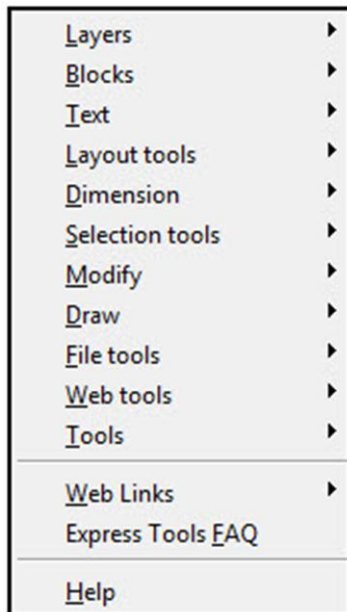 Layers
Blocks
Text
Layout tools
Dimension
Selection tools
Modify
Draw
File tools
Web tools
Tools
Web Links
Express Tools FAQ
Help